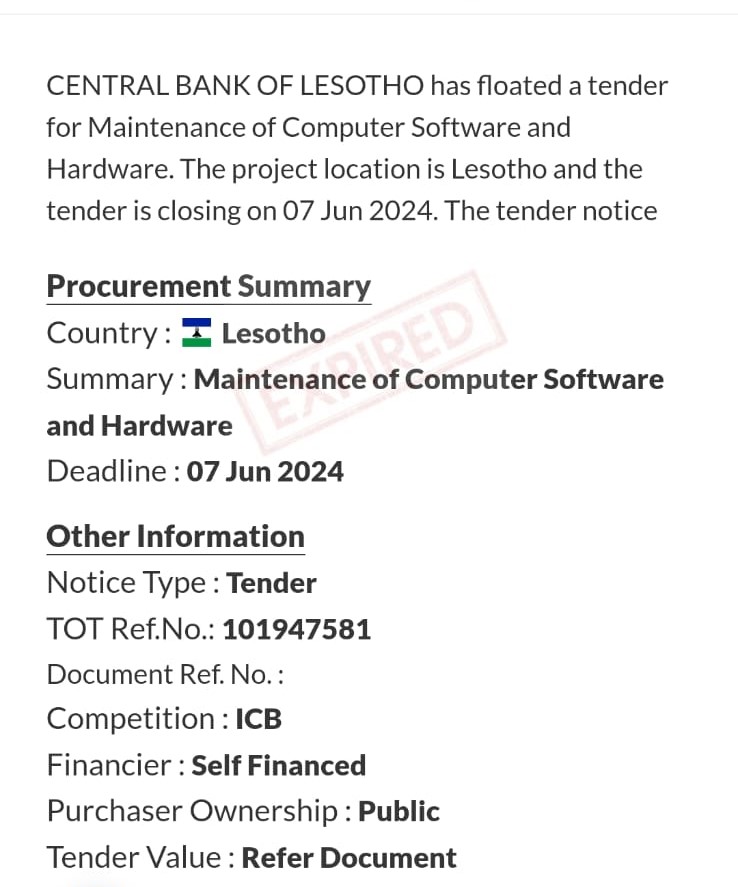 CENTRAL BANK OF LESOTHO has floated a tender
for Maintenance of Computer Software and
Hardware. The project location is Lesotho and the
tender is closing on 07 Jun 2024. The tender notice
Procurement Summary
Country : Lesotho
Summary : Maintenance of Computer Software
and Hardware
EXPIRED
Deadline : 07 Jun 2024
Other Information
Notice Type : Tender
TOT Ref.No.: 101947581
Document Ref. No. :
Competition : ICB
Financier : Self Financed
Purchaser Ownership : Public
Tender Value : Refer Document